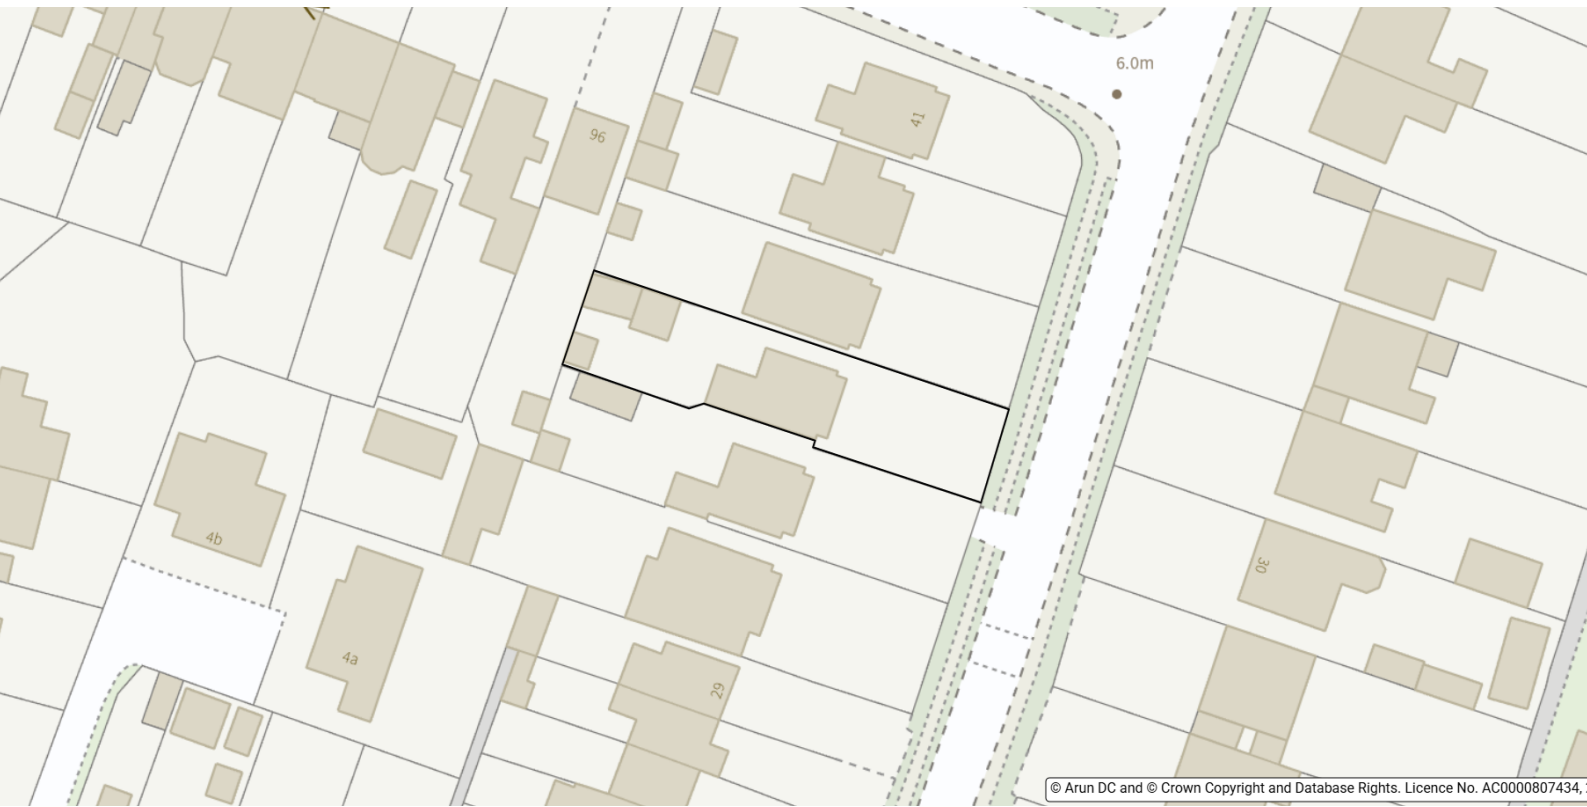 6.0m
41
96
4b
30
4a
29
© Arun DC and © Crown Copyright and Database Rights. Licence No. AC0000807434,